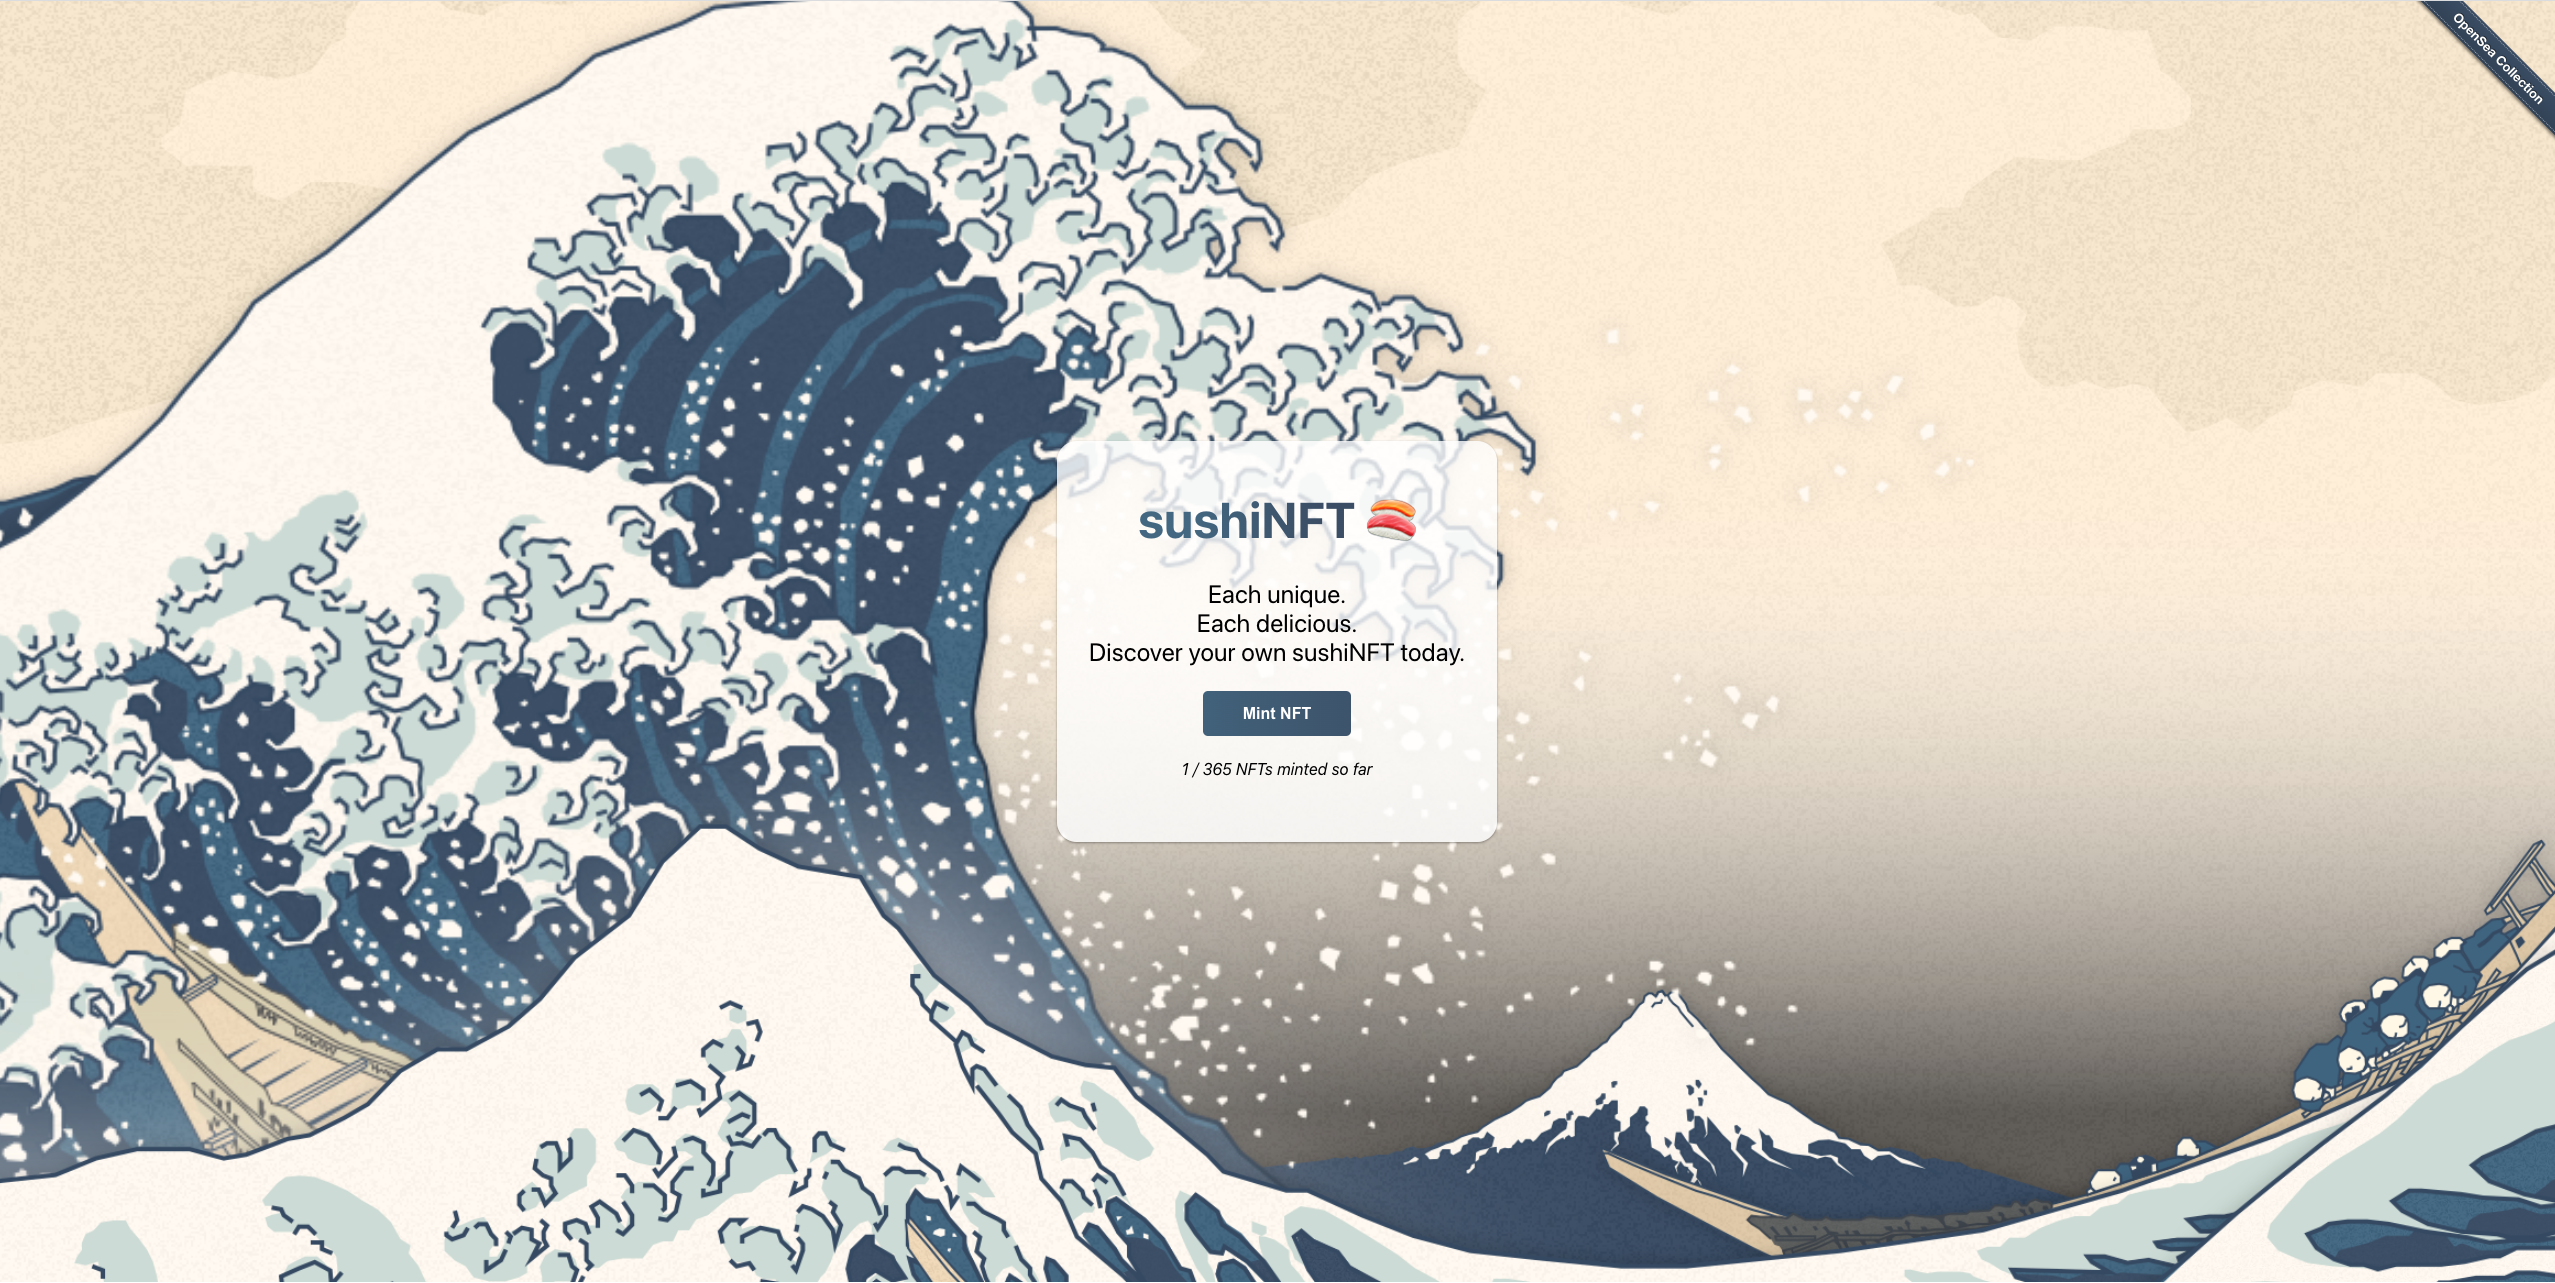 OpenSea Collection
sushiNFT 🍣
Each unique.
Each delicious.
Discover your own sushiNFT today.
Mint NFT
1 / 365 NFTs minted so far